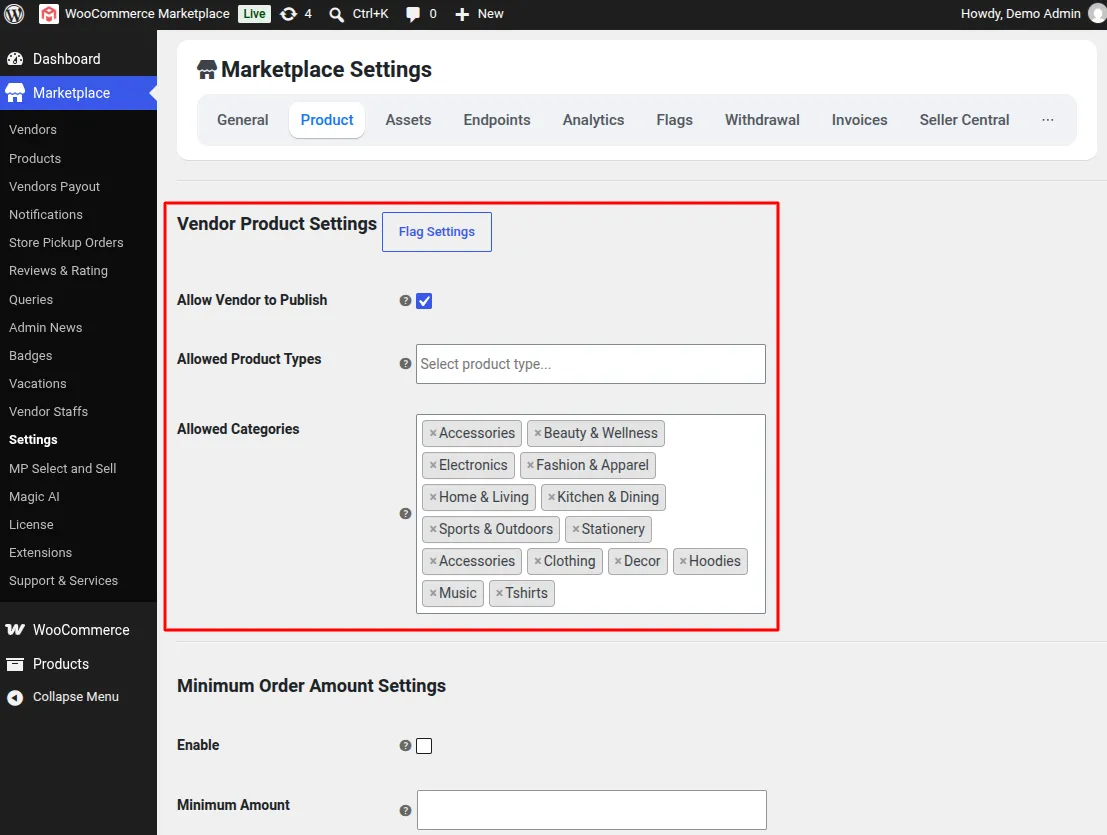 WooCommerce Marketplace Live 4 Ctrl+K 0 New Howdy, Demo Admin
Dashboard
Marketplace
Vendors
Products
Vendors Payout
Notifications
Store Pickup Orders
Reviews & Rating
Queries
Admin News
Badges
Vacations
Vendor Staffs
Settings
MP Select and Sell
Magic AI
License
Extensions
Support & Services
WooCommerce
Products
Collapse Menu
Marketplace Settings
General Product Assets Endpoints Analytics Flags Withdrawal Invoices Seller Central ...
Vendor Product Settings Flag Settings
Allow Vendor to Publish ?
Allowed Product Types ? Select product type...
Allowed Categories ?
×Accessories ×Beauty & Wellness
×Electronics ×Fashion & Apparel
×Home & Living ×Kitchen & Dining
×Sports & Outdoors ×Stationery
×Accessories ×Clothing ×Decor ×Hoodies
×Music ×Tshirts
Minimum Order Amount Settings
Enable ?
Minimum Amount ?